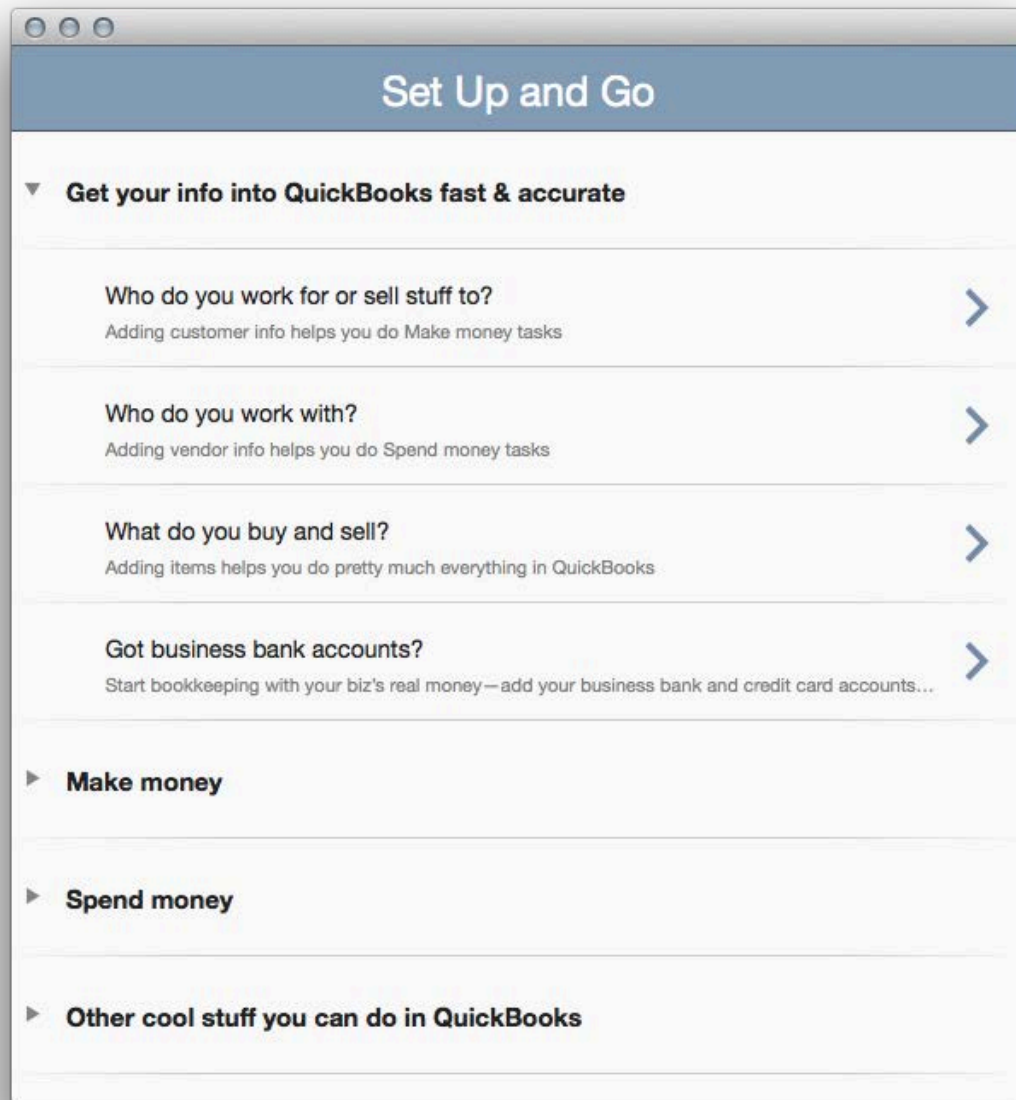 Set Up and Go
Get your info into QuickBooks fast & accurate
Who do you work for or sell stuff to?
Adding customer info helps you do Make money tasks
Who do you work with?
Adding vendor info helps you do Spend money tasks
What do you buy and sell?
Adding items helps you do pretty much everything in QuickBooks
Got business bank accounts?
Start bookkeeping with your biz's real money—add your business bank and credit card accounts...
Make money
Spend money
Other cool stuff you can do in QuickBooks